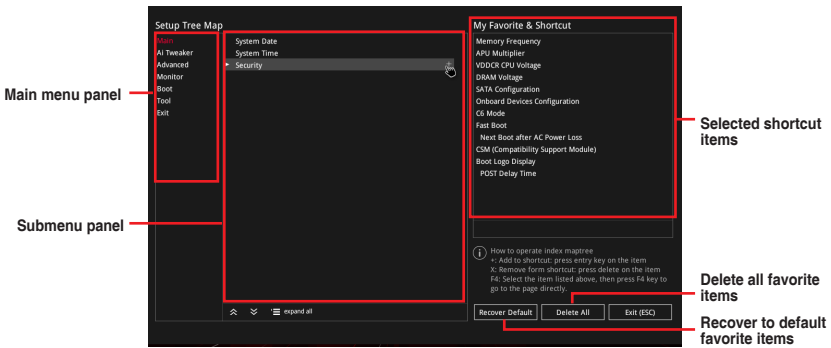 Setup Tree Map
Main
Ai Tweaker
Advanced
Monitor
Boot
Tool
Exit
System Date
System Time
Security
expand all
My Favorite & Shortcut
Memory Frequency
APU Multiplier
VDDCR CPU Voltage
DRAM Voltage
SATA Configuration
Onboard Devices Configuration
C6 Mode
Fast Boot
Next Boot after AC Power Loss
CSM (Compatibility Support Module)
Boot Logo Display
POST Delay Time
How to operate index maptree
+: Add to shortcut: press entry key on the item
X: Remove form shortcut: press delete on the item
F4: Select the item listed above, then press F4 key to
go to the page directly.
Recover Default
Delete All
Exit (ESC)
Main menu panel
Submenu panel
Selected shortcut
items
Delete all favorite
items
Recover to default
favorite items